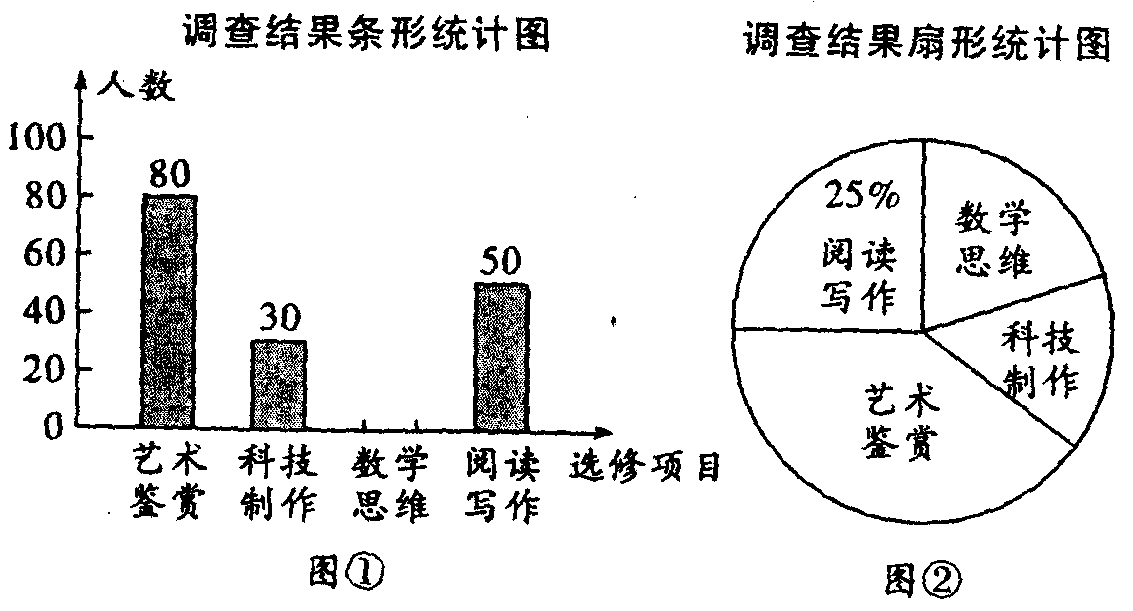 调查结果条形统计图
人数
100
80
60
40
20
0
80
30
50
艺术
鉴赏
科技
制作
数学
思维
阅读
写作
选修项目
图①
调查结果扇形统计图
25%
阅读
写作
数学
思维
科技
制作
艺术
鉴赏
图②